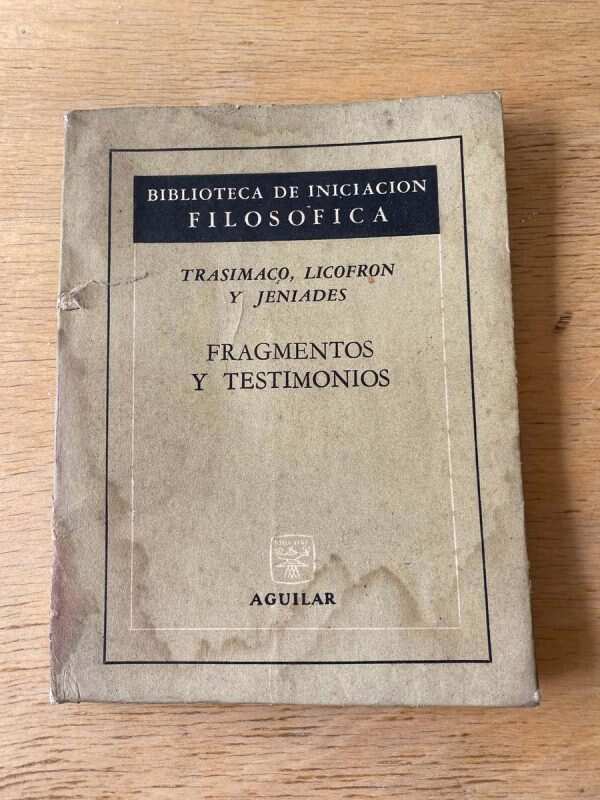 BIBLIOTECA DE INICIACION
FILOSOFICA
TRASIMACO, LICOFRON
Y JENIADES
FRAGMENTOS
Y TESTIMONIOS
AGUILAR